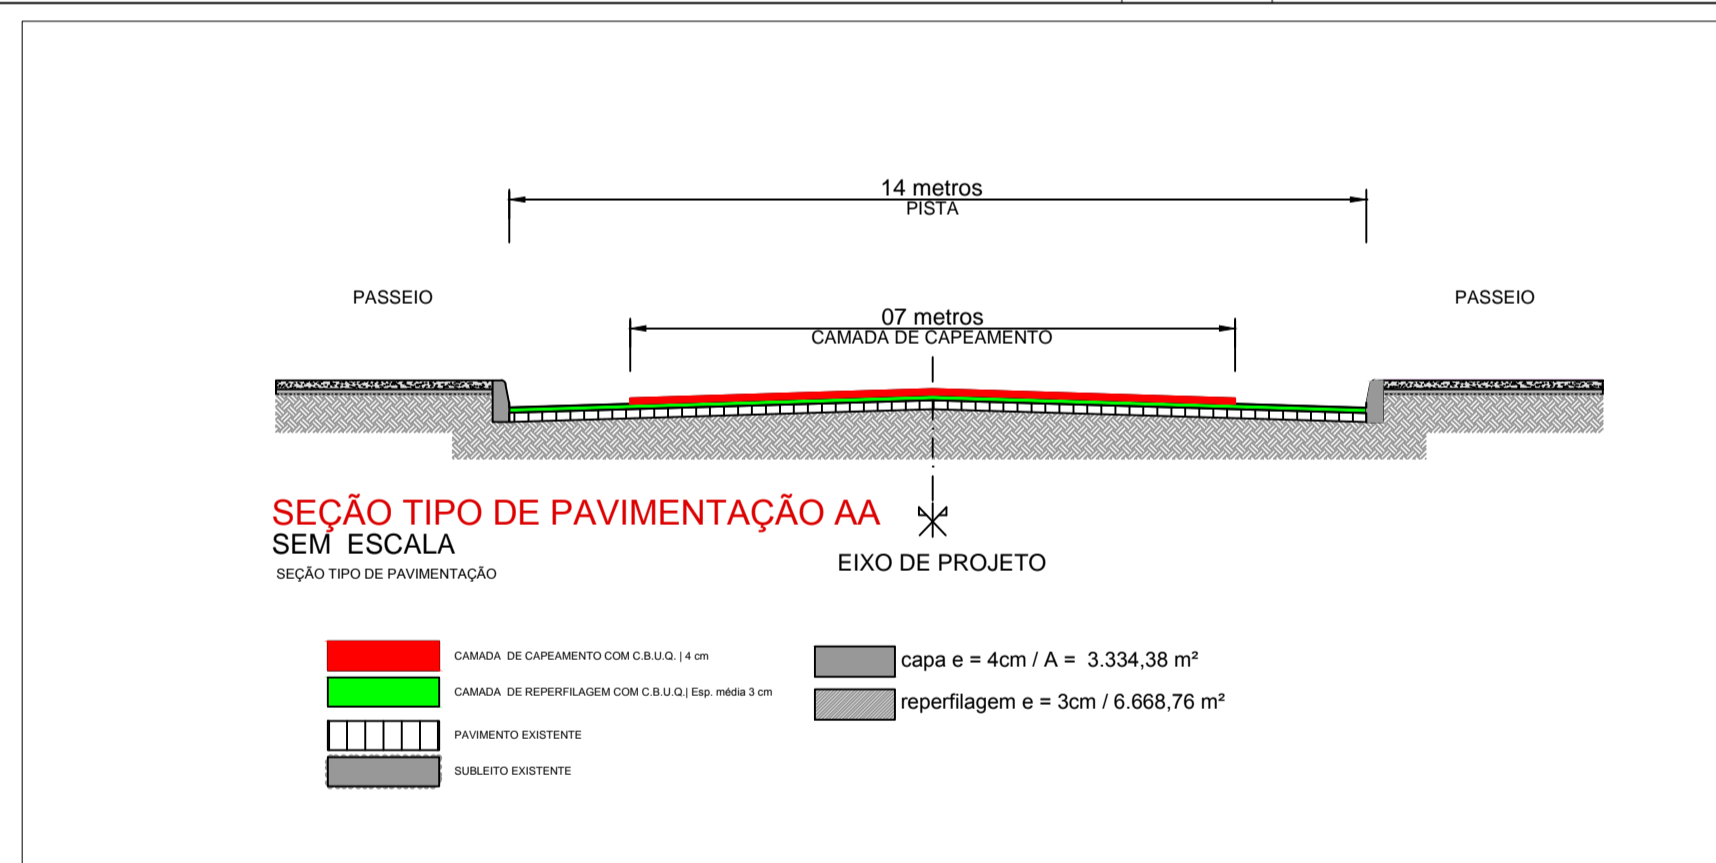 14 metros
PISTA
PASSEIO
PASSEIO
07 metros
CAMADA DE CAPEAMENTO
SEÇÃO TIPO DE PAVIMENTAÇÃO AA
SEM ESCALA
SEÇÃO TIPO DE PAVIMENTAÇÃO
EIXO DE PROJETO
CAMADA DE CAPEAMENTO COM C.B.U.Q. | 4 cm
CAMADA DE REPERFILAGEM COM C.B.U.Q.| Esp. média 3 cm
PAVIMENTO EXISTENTE
SUBLEITO EXISTENTE
capa e = 4cm / A = 3.334,38 m²
reperfilagem e = 3cm / 6.668,76 m²